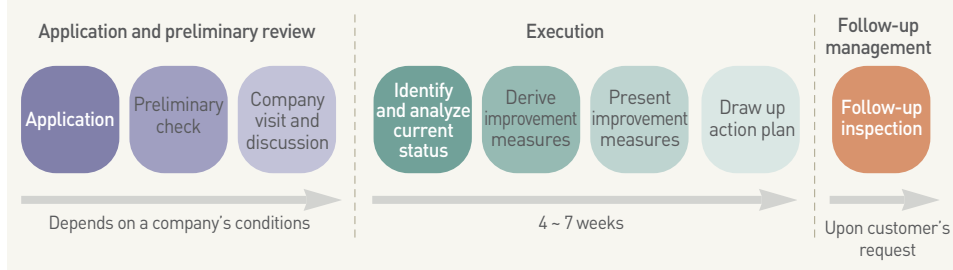 Application and preliminary review
Application
Preliminary
check
Company
visit and
discussion
Depends on a company's conditions
Execution
Identify
and analyze
current
status
Derive
improvement
measures
Present
improvement
measures
Draw up
action plan
4 ~ 7 weeks
Follow-up
management
Follow-up
inspection
Upon customer's
request